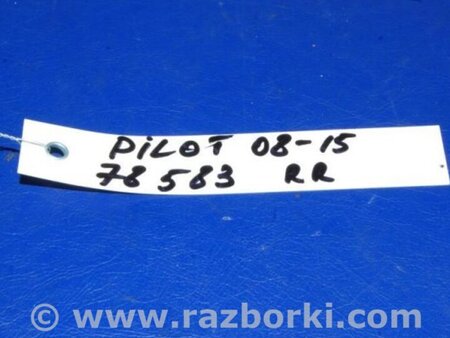 PiLOT 08-15
78 583 RR
© www.razborki.com